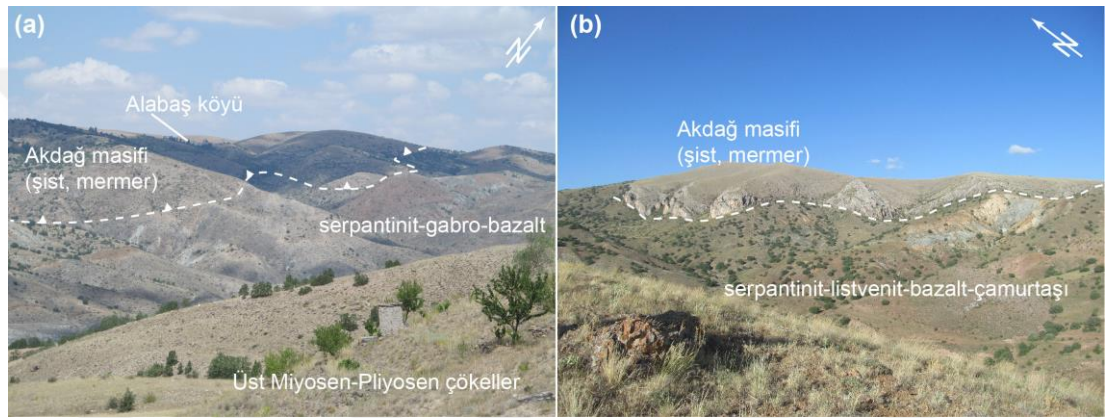 (a)
N
Alabaş köyü
Akdağ masifi
(şist, mermer)
serpantinit-gabro-bazalt
Üst Miyosen-Pliyosen çökeller
(b)
N
Akdağ masifi
(şist, mermer)
serpantinit-listvenit-bazalt-çamurtaşı